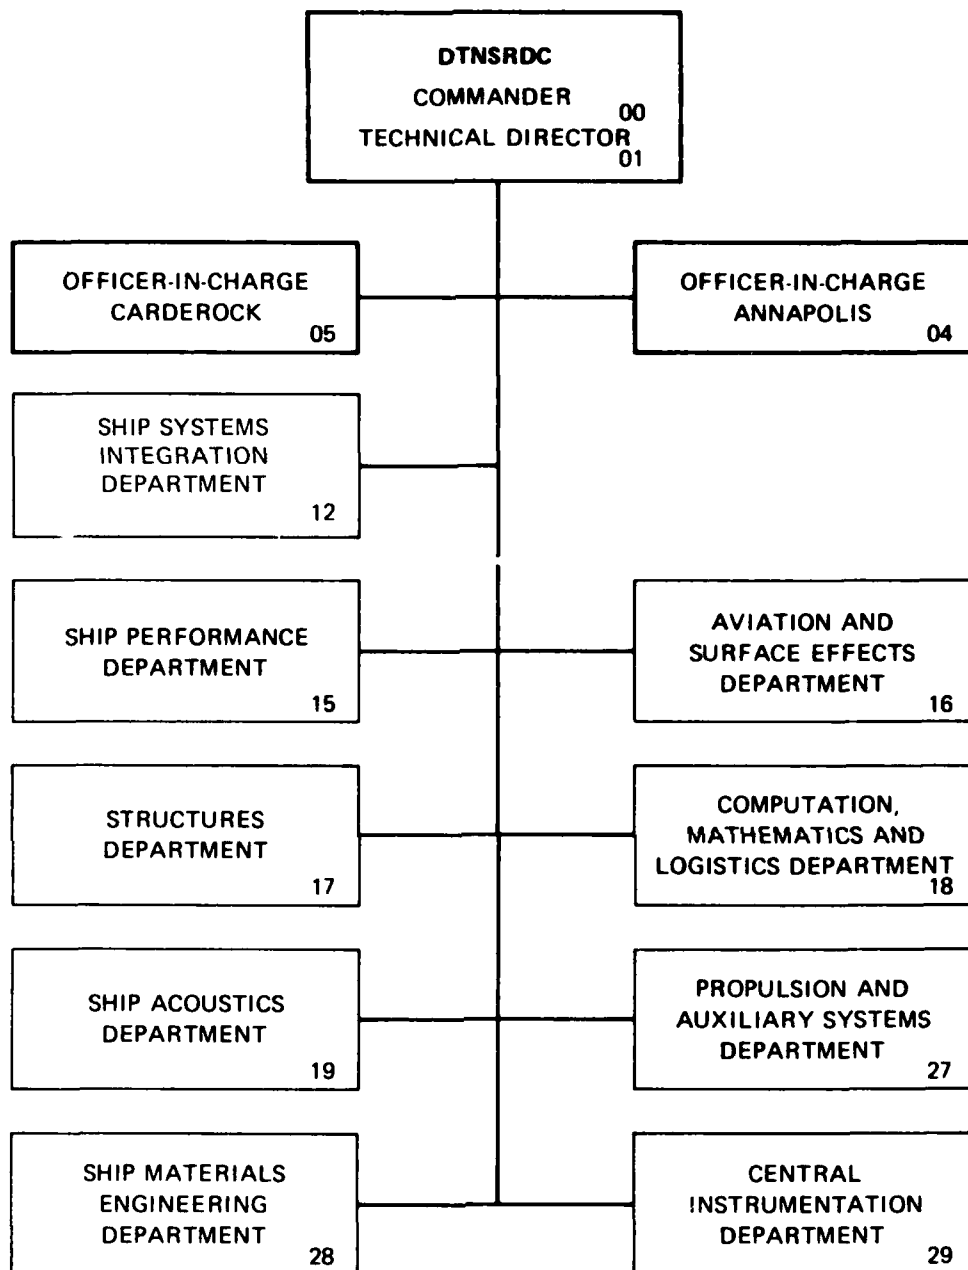 DTNSRDC
COMMANDER
00
TECHNICAL DIRECTOR
01
OFFICER-IN-CHARGE
CARDEROCK
05
OFFICER-IN-CHARGE
ANNAPOLIS
04
SHIP SYSTEMS
INTEGRATION
DEPARTMENT
12
SHIP PERFORMANCE
DEPARTMENT
15
AVIATION AND
SURFACE EFFECTS
DEPARTMENT
16
STRUCTURES
DEPARTMENT
17
COMPUTATION,
MATHEMATICS AND
LOGISTICS DEPARTMENT
18
SHIP ACOUSTICS
DEPARTMENT
19
PROPULSION AND
AUXILIARY SYSTEMS
DEPARTMENT
27
SHIP MATERIALS
ENGINEERING
DEPARTMENT
28
CENTRAL
INSTRUMENTATION
DEPARTMENT
29